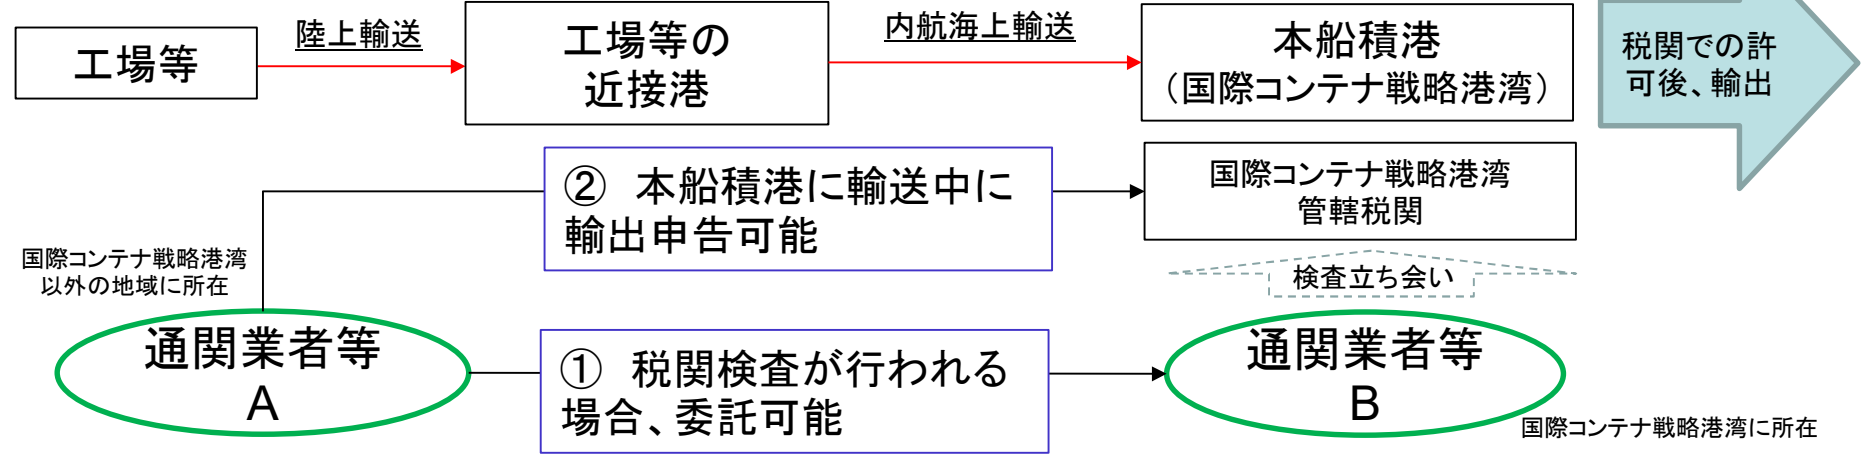 工場等
陸上輸送
工場等の
近接港
内航海上輸送
本船積港
（国際コンテナ戦略港湾）
税関での許
可後、輸出
② 本船積港に輸送中に
輸出申告可能
国際コンテナ戦略港湾
管轄税関
国際コンテナ戦略港湾
以外の地域に所在
検査立ち会い
通関業者等
A
① 税関検査が行われる
場合、委託可能
通関業者等
B
国際コンテナ戦略港湾に所在